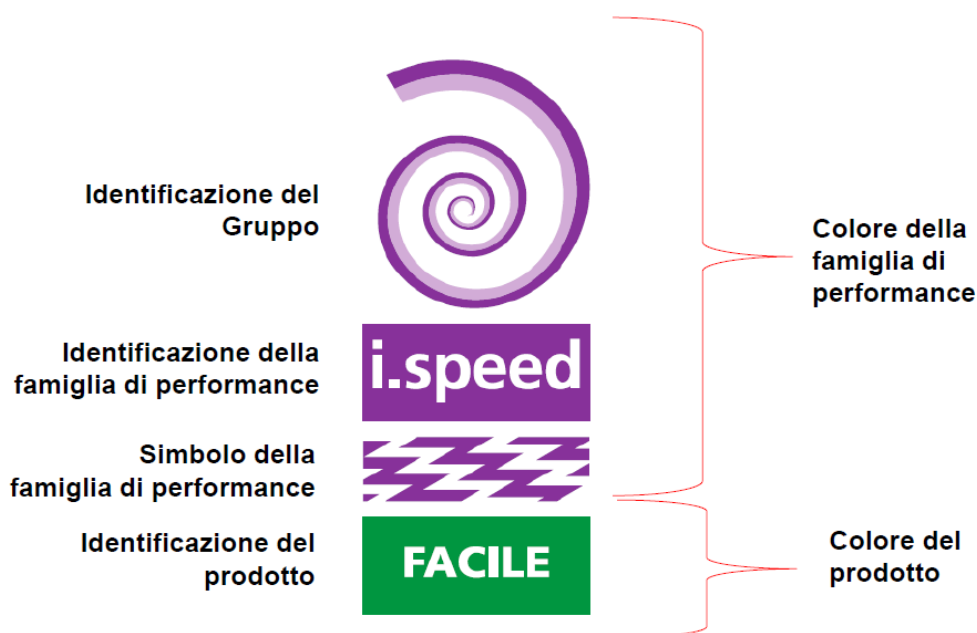 Identificazione del
Gruppo
Colore della
famiglia di
performance
Identificazione della
famiglia di performance
i.speed
Simbolo della
famiglia di performance
Identificazione del
prodotto
FACILE
Colore del
prodotto